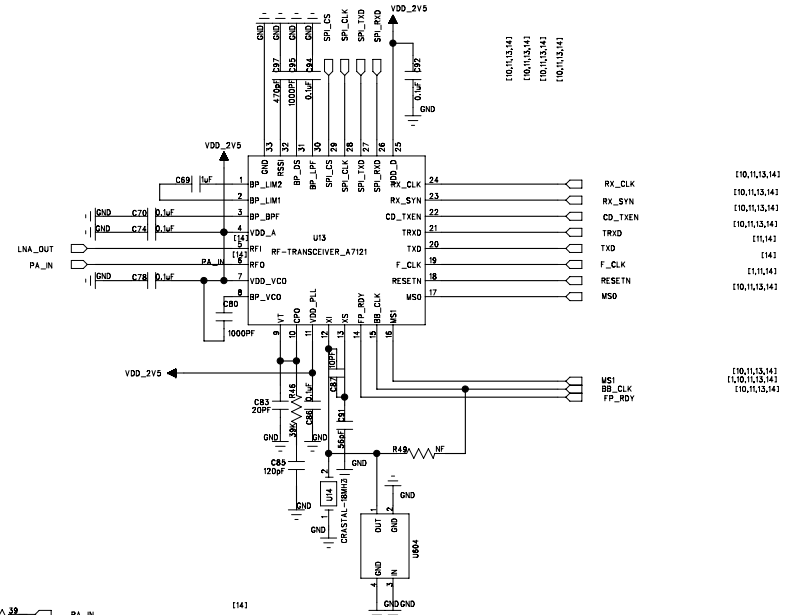 VDD_2V5
GND
GND
GND
GND
SPI_CS
SPI_CLK
SPI_TXD
SPI_RXD
[10,11,13,14]
[10,11,13,14]
[10,11,13,14]
[10,11,13,14]
C97
470pF
C95
1000PF
C94
0.1uF
C92
0.1uF
GND
VDD_2V5
33
32
31
30
29
28
27
26
25
GND
RSSI
BP_DS
BP_LPF
SPI_CS
SPI_CLK
SPI_TXD
SPI_RXD
VDD_D
C69
1uF
1
BP_LIM2
2
BP_LIM1
GND
C70
0.1uF
3
BP_BPF
GND
C74
0.1uF
4
VDD_A
LNA_OUT
[14]
5
RFI
PA_IN
PA_IN
[14]
6
RFO
GND
C78
0.1uF
7
VDD_VCO
8
BP_VCO
C80
1000PF
U13
RF-TRANSCEIVER_A7121
RX_CLK
24
RX_CLK
[10,11,13,14]
RX_SYN
23
RX_SYN
[10,11,13,14]
CD_TXEN
22
CD_TXEN
[10,11,13,14]
TRXD
21
TRXD
[10,11,13,14]
TXD
20
TXD
[11,14]
F_CLK
19
F_CLK
[14]
RESETN
18
RESETN
[1,11,14]
MS0
17
MS0
[10,11,13,14]
VT
CPO
VDD_PLL
XI
XS
FP_RDY
BB_CLK
MS1
9
10
11
12
13
14
15
16
VDD_2V5
MS1
[10,11,13,14]
BB_CLK
[1,10,11,13,14]
FP_RDY
[10,11,13,14]
C83
20PF
GND
R46
39K
0.1uF
C86
GND
10PF
C87
C91
56pF
GND
C85
120pF
GND
R49
NF
2
U14
1
CRASTAL-18MHZ
GND
GND
1
2
OUT
GND
U604
GND
IN
4
3
GND
GND
39
PA_IN
[14]